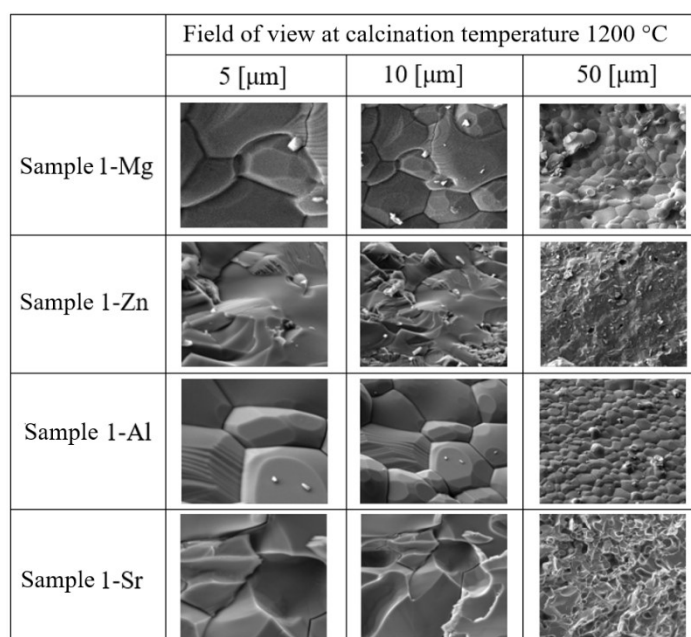 Field of view at calcination temperature 1200 °C
5 [µm] 10 [µm] 50 [µm]
Sample 1-Mg
Sample 1-Zn
Sample 1-Al
Sample 1-Sr